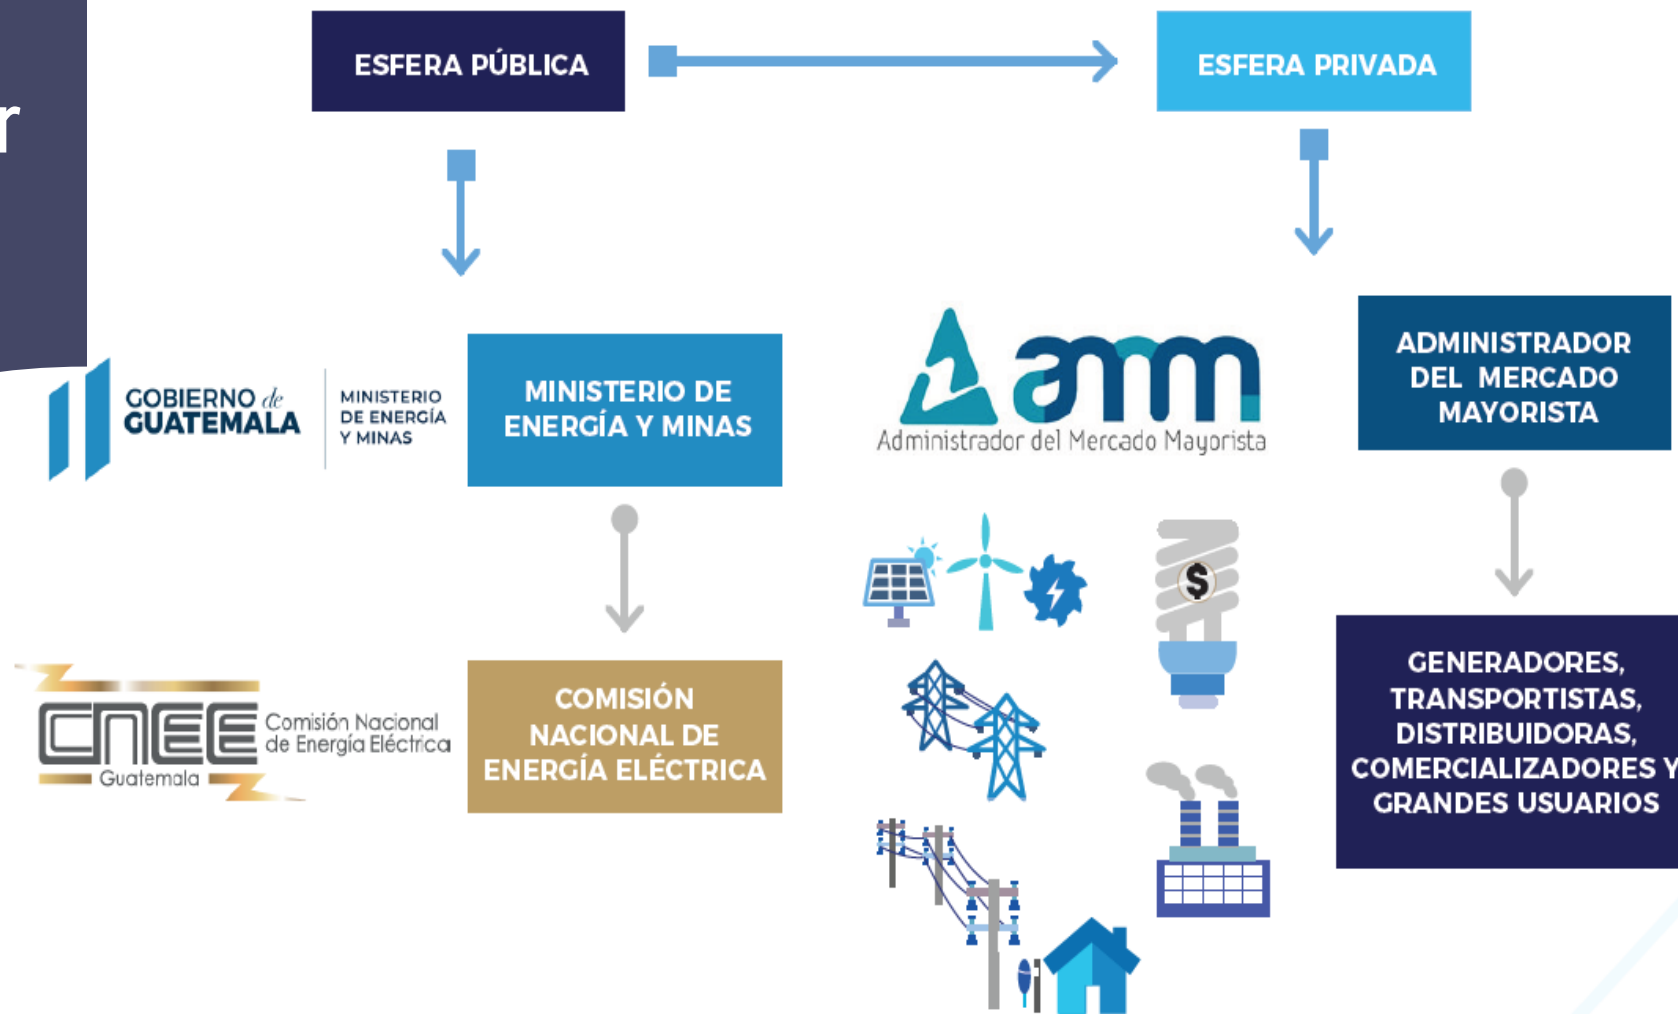 r
ESFERA PÚBLICA
ESFERA PRIVADA
GOBIERNO de
GUATEMALA
MINISTERIO
DE ENERGÍA
Y MINAS
MINISTERIO DE
ENERGÍA Y MINAS
amm
Administrador del Mercado Mayorista
ADMINISTRADOR
DEL MERCADO
MAYORISTA
$
CNEE
Guatemala
Comisión Nacional
de Energía Eléctrica
COMISIÓN
NACIONAL DE
ENERGÍA ELÉCTRICA
GENERADORES,
TRANSPORTISTAS,
DISTRIBUIDORAS,
COMERCIALIZADORES Y
GRANDES USUARIOS